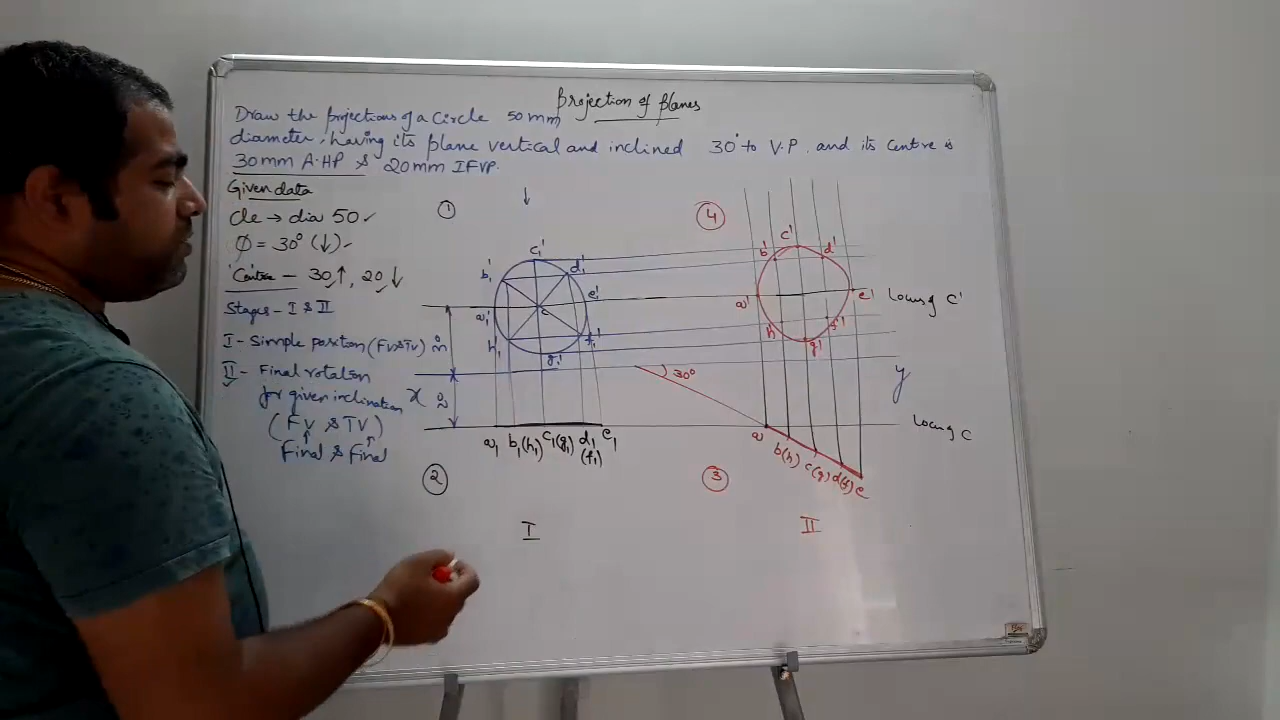 Projection of planes
Draw the projections of a Circle 50 mm
diameter, having its plane vertical and inclined 30° to V.P. and its centre is
30mm A.HP & 20mm IFVP.
Given data
Cle → dia 50 ✓
Ø = 30° (↓) ✓
Centre – 30 ↑, 20 ↓
Stages – I & II
I - Simple position (FV&TV) in
II - Final rotation
for given inclination
(FV & TV)
↑ ↑
Final & Final
① ↓
c₁'
b₁' d₁'
c e₁'
a₁'
h₁' f₁'
g₁'
x
a₁ b₁(h₁) c₁(g₁) d₁ e₁
(f₁)
②
I
④
b' c' d'
a' e' locus of c'
h' f'
g'
30°
y
locus of c
a b(h) c(g) d(f) e
③
II